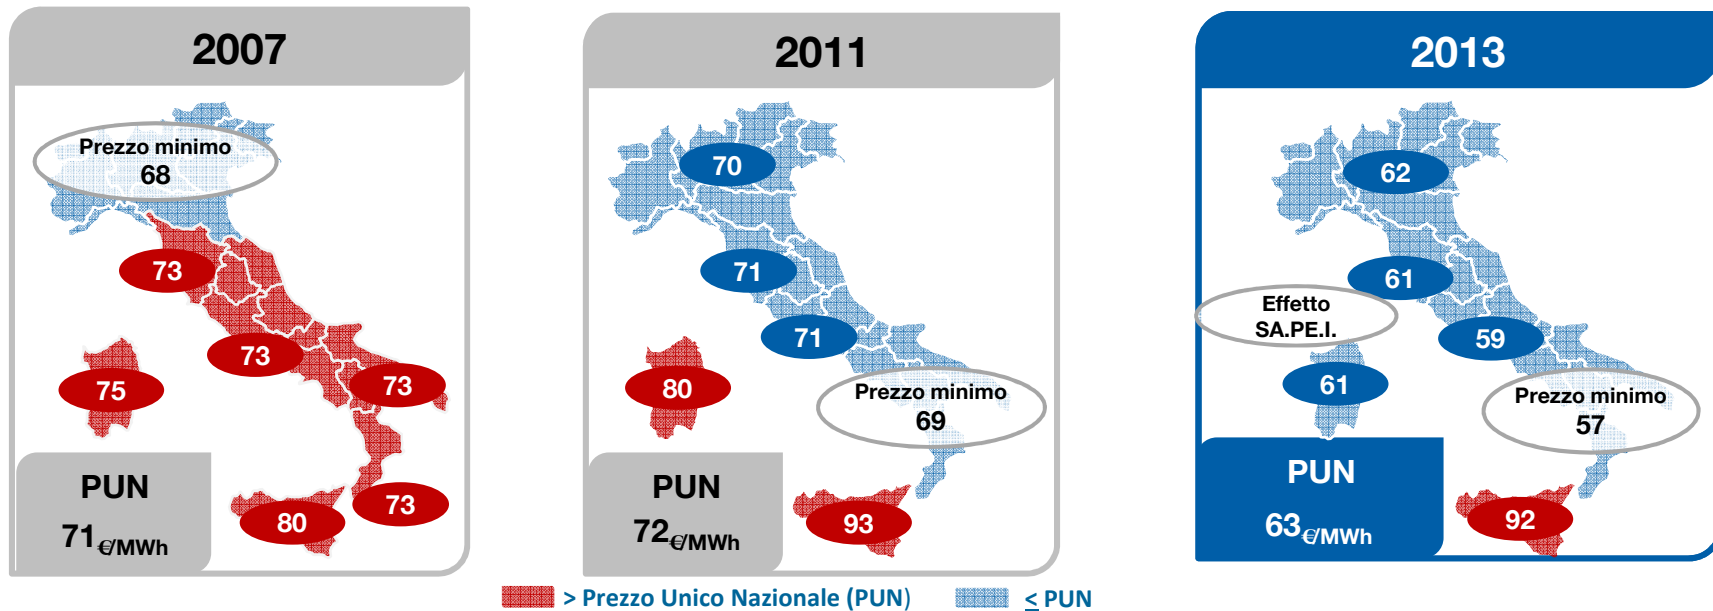 2007
Prezzo minimo
68
73
73
75
73
73
80
PUN
71€/MWh
2011
70
71
71
80
Prezzo minimo
69
93
PUN
72€/MWh
2013
62
61
Effetto
SA.PE.I.
59
61
Prezzo minimo
57
92
PUN
63€/MWh
> Prezzo Unico Nazionale (PUN)
≤ PUN